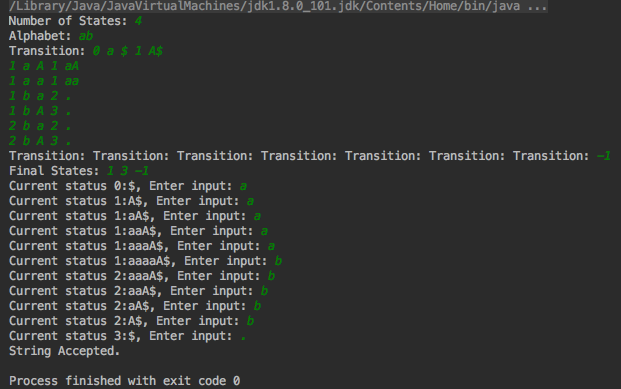 /Library/Java/JavaVirtualMachines/jdk1.8.0_101.jdk/Contents/Home/bin/java ...
Number of States: 4
Alphabet: ab
Transition: 0 a $ 1 A$
1 a A 1 aA
1 a a 1 aa
1 b a 2 .
1 b A 3 .
2 b a 2 .
2 b A 3 .
Transition: Transition: Transition: Transition: Transition: Transition: Transition: -1
Final States: 1 3 -1
Current status 0:$, Enter input: a
Current status 1:A$, Enter input: a
Current status 1:aA$, Enter input: a
Current status 1:aaA$, Enter input: a
Current status 1:aaaA$, Enter input: a
Current status 1:aaaaA$, Enter input: b
Current status 2:aaaA$, Enter input: b
Current status 2:aaA$, Enter input: b
Current status 2:aA$, Enter input: b
Current status 2:A$, Enter input: b
Current status 3:$, Enter input: .
String Accepted.
Process finished with exit code 0